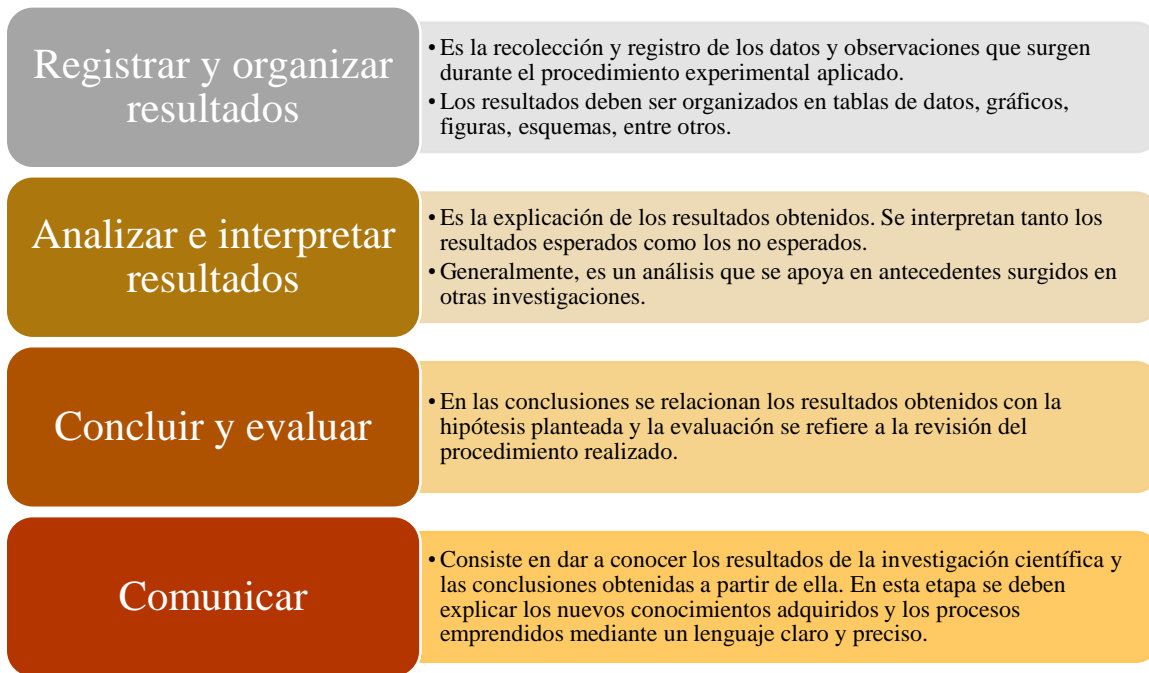 Registrar y organizar
resultados
• Es la recolección y registro de los datos y observaciones que surgen
durante el procedimiento experimental aplicado.
• Los resultados deben ser organizados en tablas de datos, gráficos,
figuras, esquemas, entre otros.
Analizar e interpretar
resultados
• Es la explicación de los resultados obtenidos. Se interpretan tanto los
resultados esperados como los no esperados.
• Generalmente, es un análisis que se apoya en antecedentes surgidos en
otras investigaciones.
Concluir y evaluar
• En las conclusiones se relacionan los resultados obtenidos con la
hipótesis planteada y la evaluación se refiere a la revisión del
procedimiento realizado.
Comunicar
• Consiste en dar a conocer los resultados de la investigación científica y
las conclusiones obtenidas a partir de ella. En esta etapa se deben
explicar los nuevos conocimientos adquiridos y los procesos
emprendidos mediante un lenguaje claro y preciso.